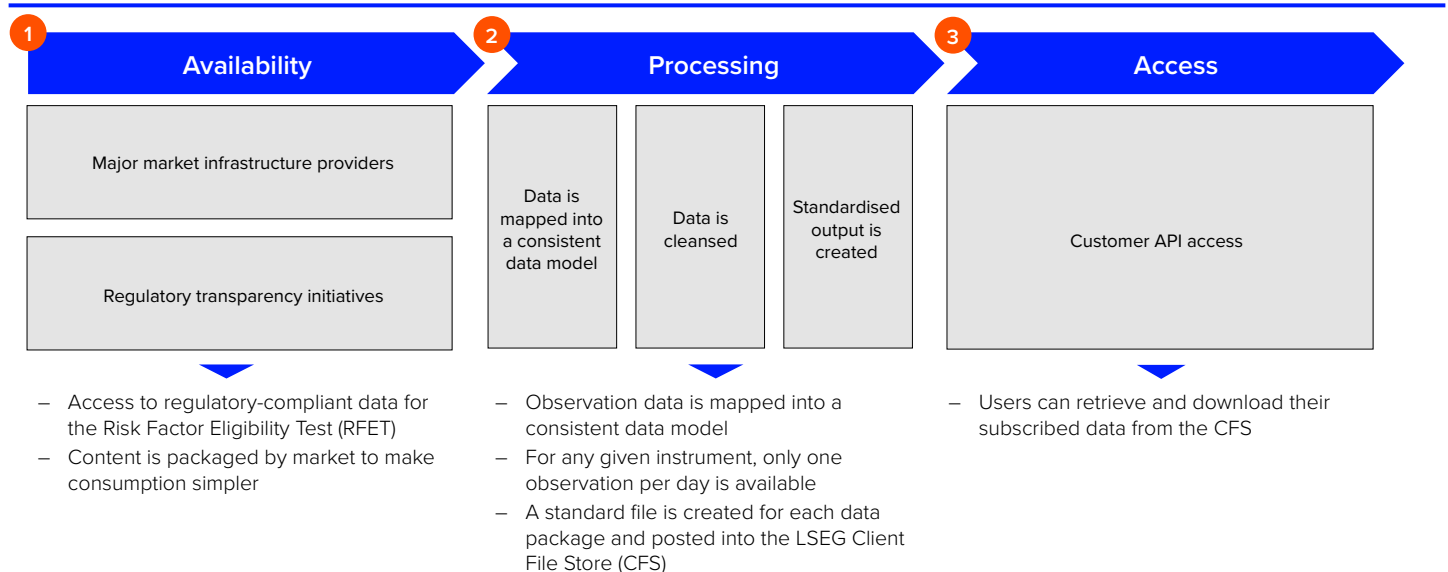 1
Availability
2
Processing
3
Access
Major market infrastructure providers
Regulatory transparency initiatives
Data is
mapped into
a consistent
data model
Data is
cleansed
Standardised
output is
created
Customer API access
– Access to regulatory-compliant data for
the Risk Factor Eligibility Test (RFET)
– Content is packaged by market to make
consumption simpler
– Observation data is mapped into a
consistent data model
– For any given instrument, only one
observation per day is available
– A standard file is created for each data
package and posted into the LSEG Client
File Store (CFS)
– Users can retrieve and download their
subscribed data from the CFS